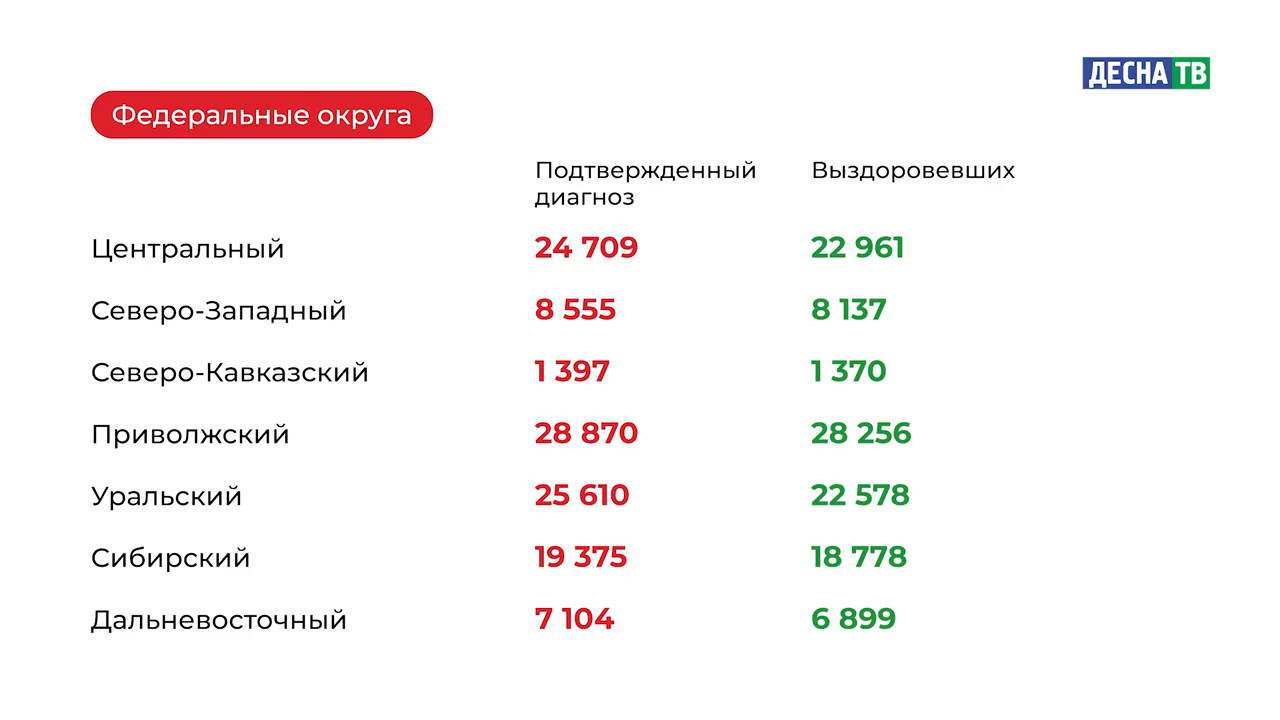 ДЕСНА ТВ
Федеральные округа
Подтвержденный Выздоровевших
диагноз
Центральный 24 709 22 961
Северо-Западный 8 555 8 137
Северо-Кавказский 1 397 1 370
Приволжский 28 870 28 256
Уральский 25 610 22 578
Сибирский 19 375 18 778
Дальневосточный 7 104 6 899